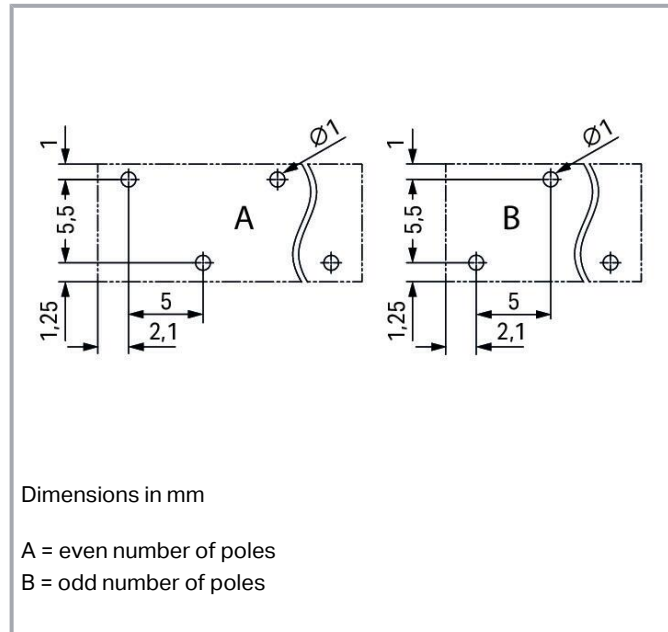 1
5,5
1,25
A
Ø1
5
2,1
1
5,5
1,25
B
Ø1
5
2,1
Dimensions in mm
A = even number of poles
B = odd number of poles